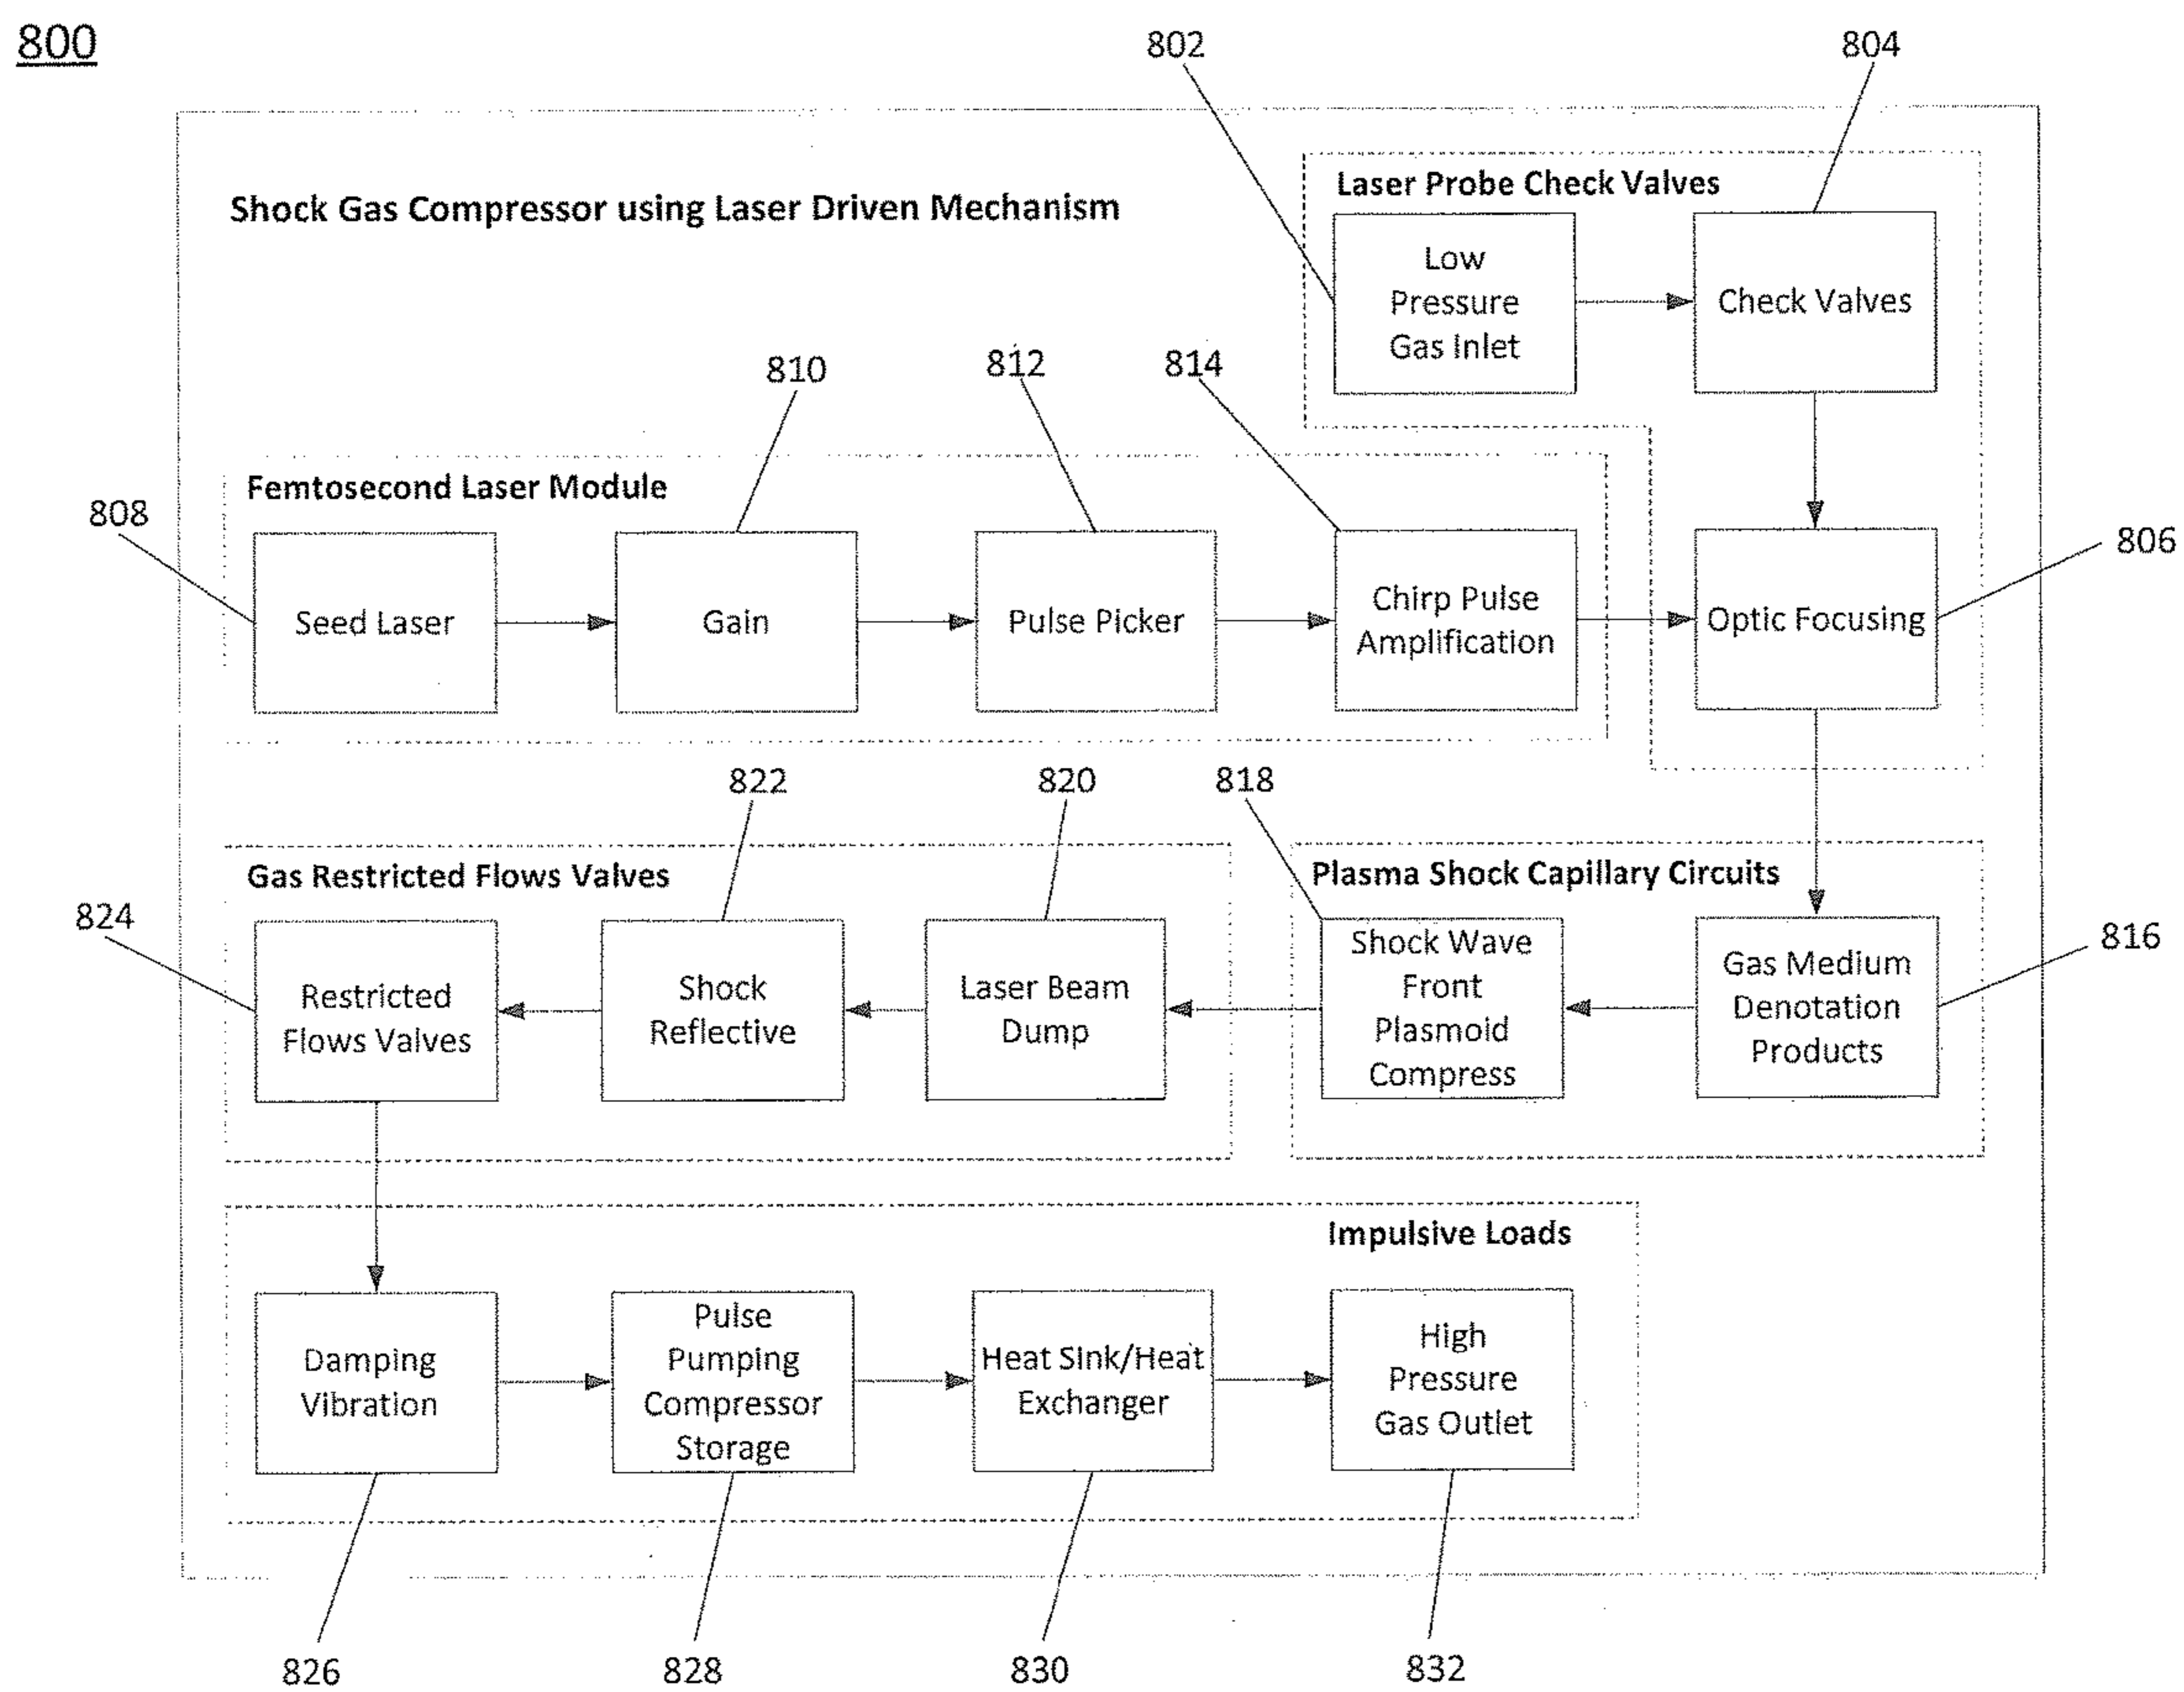 800
802
804
Shock Gas Compressor using Laser Driven Mechanism
Laser Probe Check Valves
Low
Pressure
Gas Inlet
Check Valves
810
812
814
Femtosecond Laser Module
808
806
Seed Laser
Gain
Pulse Picker
Chirp Pulse
Amplification
Optic Focusing
822
820
818
Gas Restricted Flows Valves
Plasma Shock Capillary Circuits
824
816
Restricted
Flows Valves
Shock
Reflective
Laser Beam
Dump
Shock Wave
Front
Plasmoid
Compress
Gas Medium
Denotation
Products
Impulsive Loads
Damping
Vibration
Pulse
Pumping
Compressor
Storage
Heat SInk/Heat
Exchanger
High
Pressure
Gas Outlet
826
828
830
832